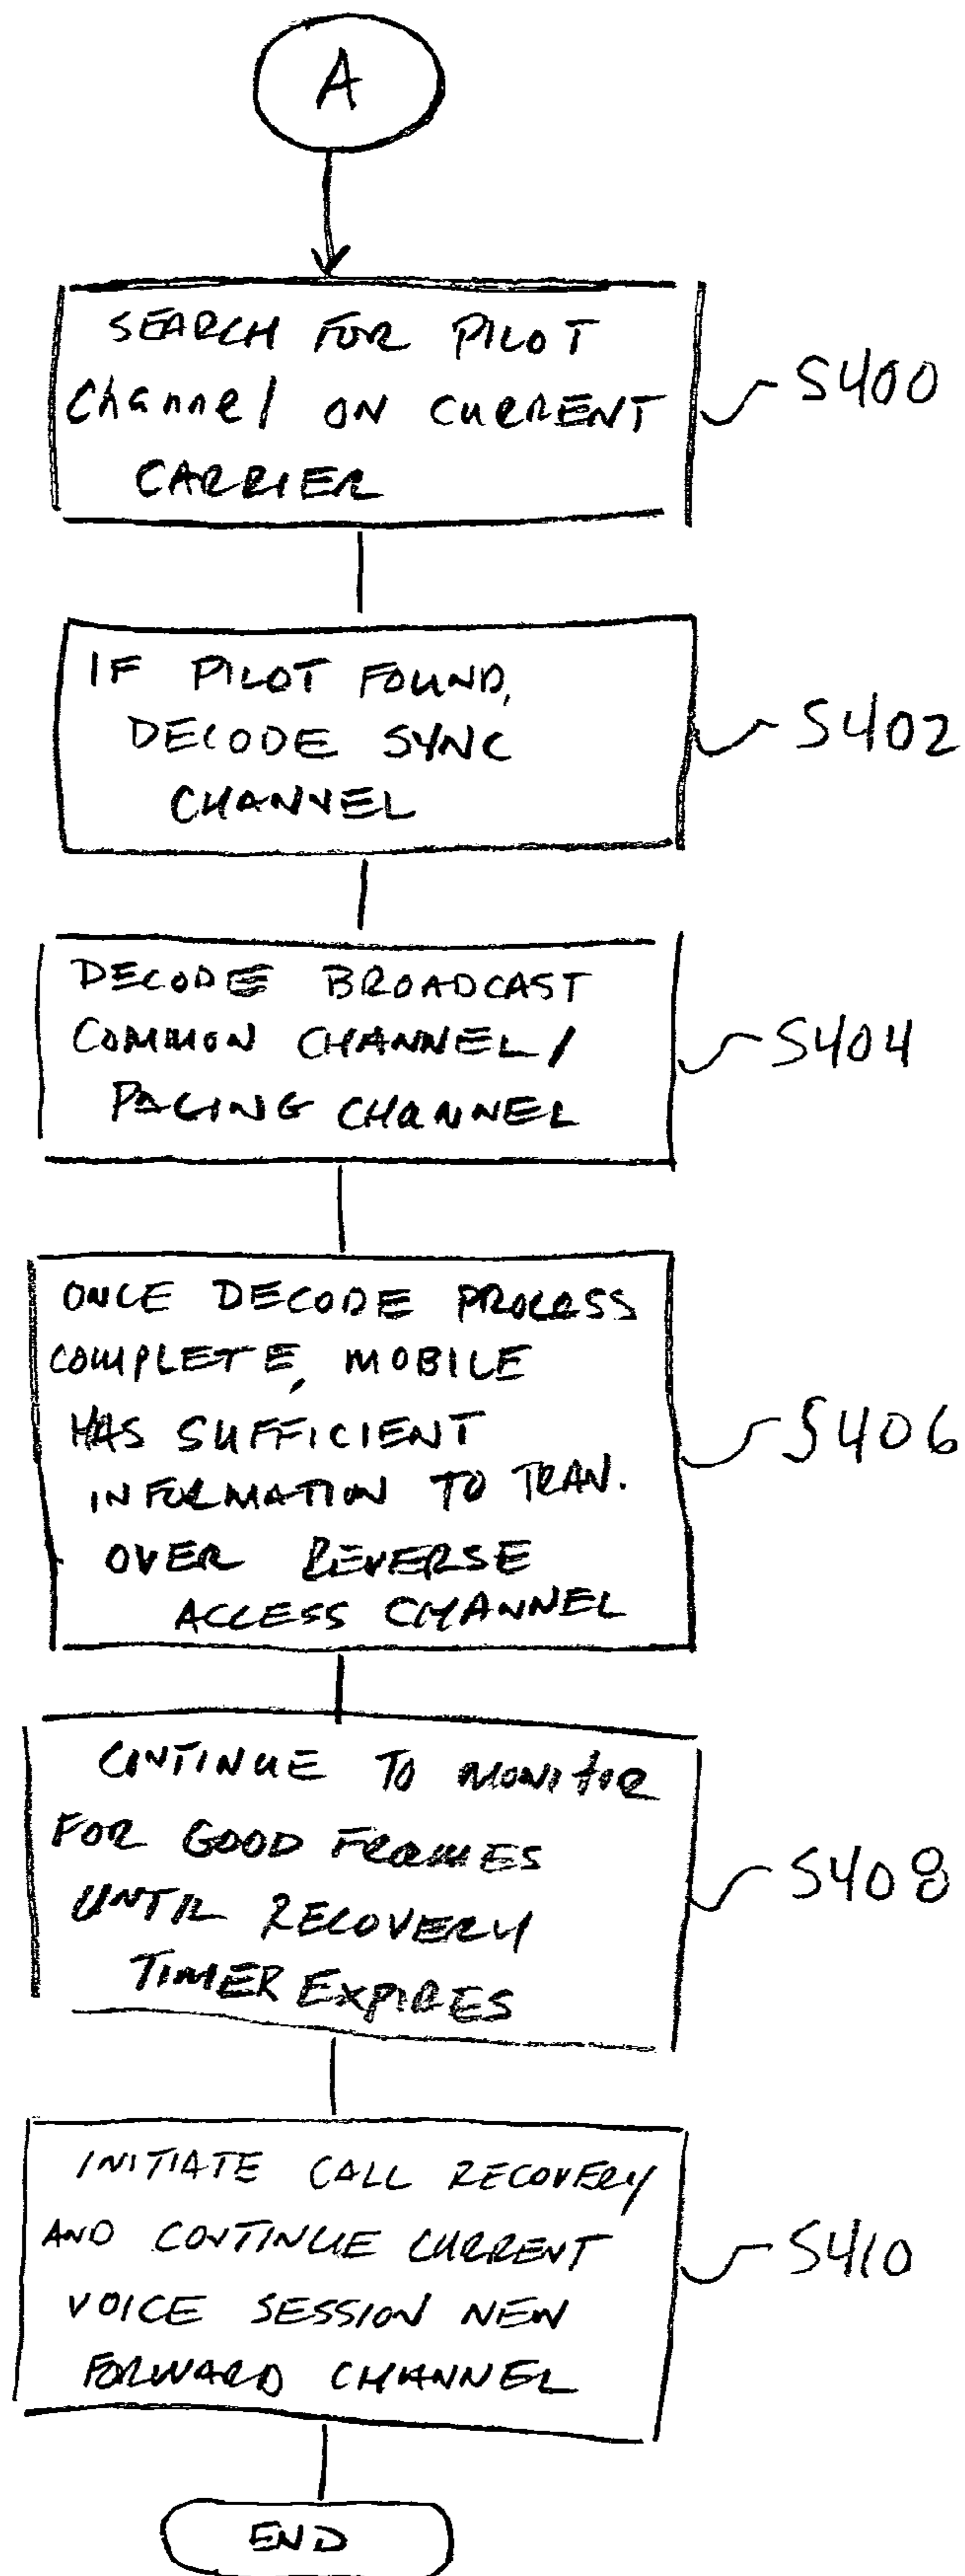 A
SEARCH FOR PILOT
Channel ON CURRENT
CARRIER
S400
IF PILOT FOUND,
DECODE SYNC
CHANNEL
S402
DECODE BROADCAST
COMMON CHANNEL/
PAGING CHANNEL
S404
ONCE DECODE PROCESS
COMPLETE, MOBILE
HAS SUFFICIENT
INFORMATION TO TRAN.
OVER REVERSE
ACCESS CHANNEL
S406
CONTINUE TO MONITOR
FOR GOOD FRAMES
UNTIL RECOVERY
TIMER EXPIRES
S408
INITIATE CALL RECOVERY
AND CONTINUE CURRENT
VOICE SESSION NEW
FORWARD CHANNEL
S410
END